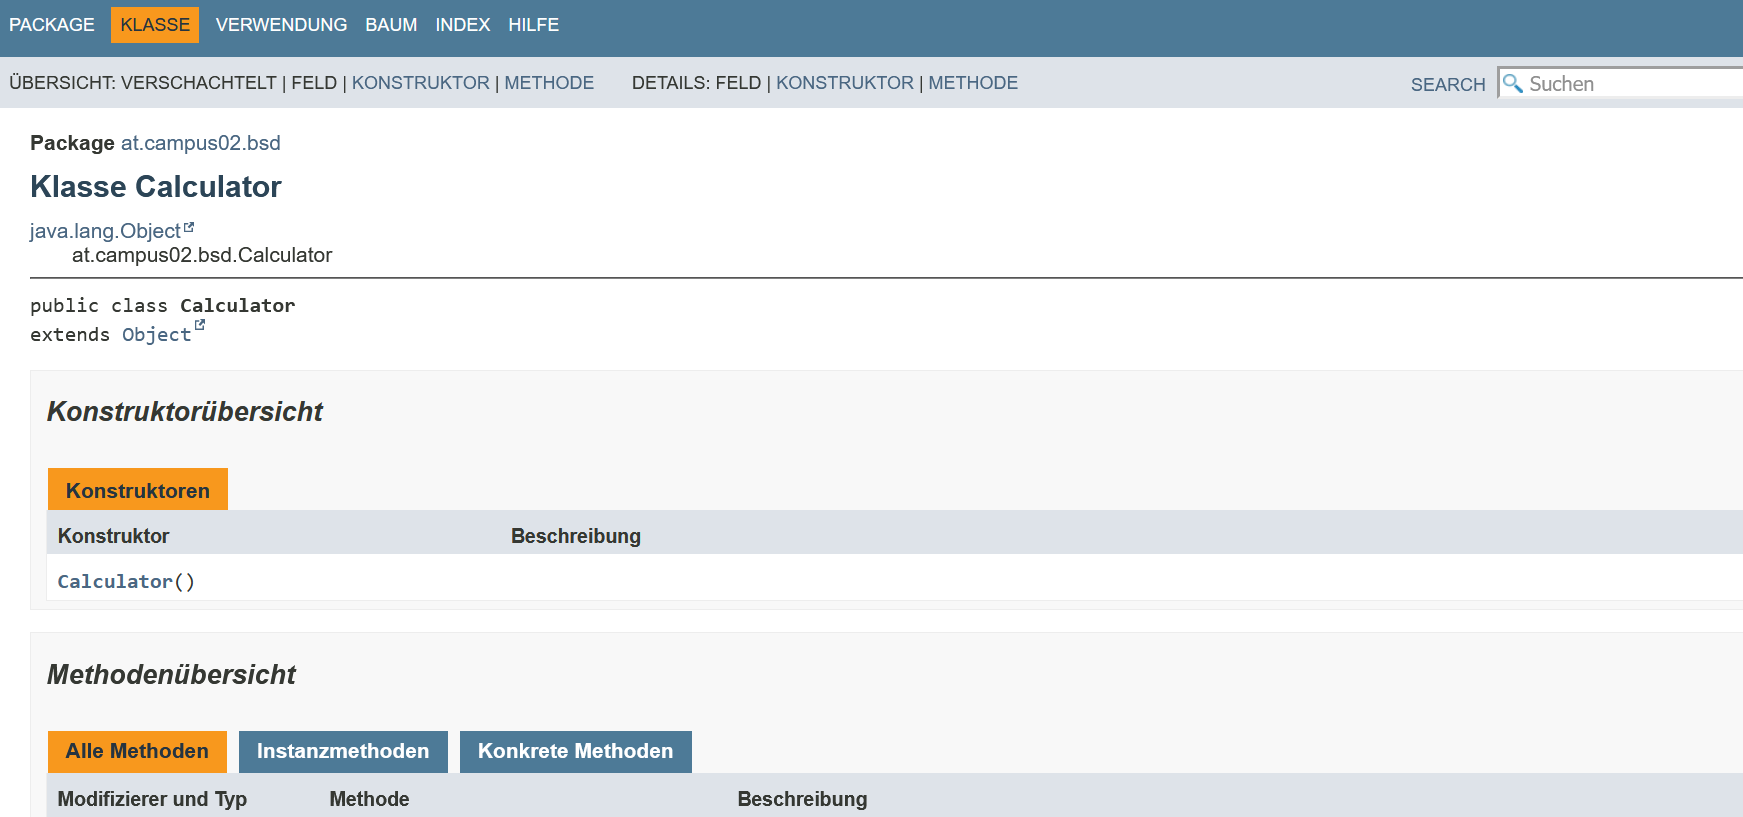 PACKAGE KLASSE VERWENDUNG BAUM INDEX HILFE
ÜBERSICHT: VERSCHACHTELT | FELD | KONSTRUKTOR | METHODE DETAILS: FELD | KONSTRUKTOR | METHODE SEARCH Suchen
Package at.campus02.bsd
Klasse Calculator
java.lang.Object
at.campus02.bsd.Calculator
public class Calculator
extends Object
Konstruktorübersicht
Konstruktoren
Konstruktor Beschreibung
Calculator()
Methodenübersicht
Alle Methoden Instanzmethoden Konkrete Methoden
Modifizierer und Typ Methode Beschreibung